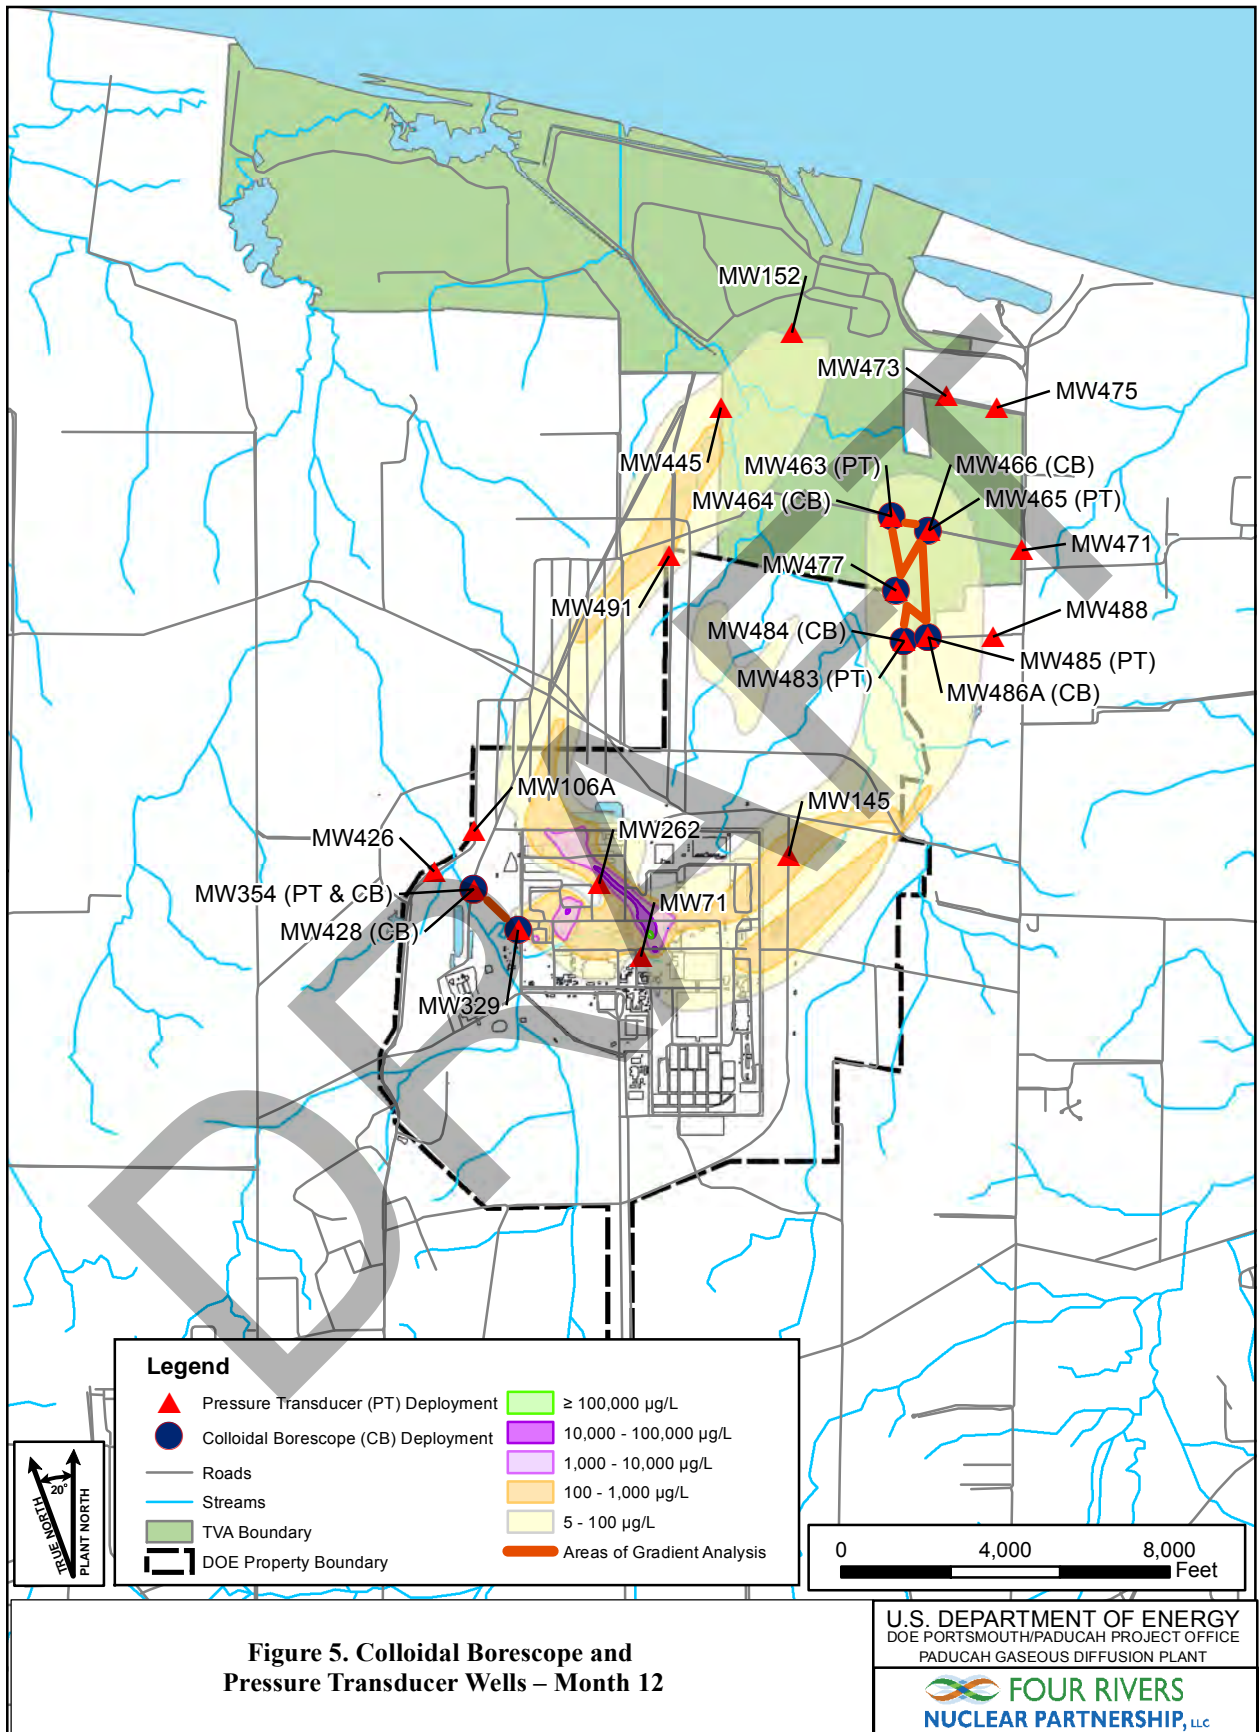 MW152
MW473
MW475
MW445
MW463 (PT)
MW466 (CB)
MW464 (CB)
MW465 (PT)
MW471
MW477
MW491
MW488
MW484 (CB)
MW485 (PT)
MW483 (PT)
MW486A (CB)
MW106A
MW145
MW262
MW426
MW354 (PT & CB)
MW71
MW428 (CB)
MW329
DRAFT
Legend
Pressure Transducer (PT) Deployment
Colloidal Borescope (CB) Deployment
Roads
Streams
TVA Boundary
DOE Property Boundary
≥ 100,000 µg/L
10,000 - 100,000 µg/L
1,000 - 10,000 µg/L
100 - 1,000 µg/L
5 - 100 µg/L
Areas of Gradient Analysis
20°
TRUE NORTH
PLANT NORTH
0 4,000 8,000
Feet
Figure 5. Colloidal Borescope and
Pressure Transducer Wells – Month 12
U.S. DEPARTMENT OF ENERGY
DOE PORTSMOUTH/PADUCAH PROJECT OFFICE
PADUCAH GASEOUS DIFFUSION PLANT
FOUR RIVERS
NUCLEAR PARTNERSHIP, LLC